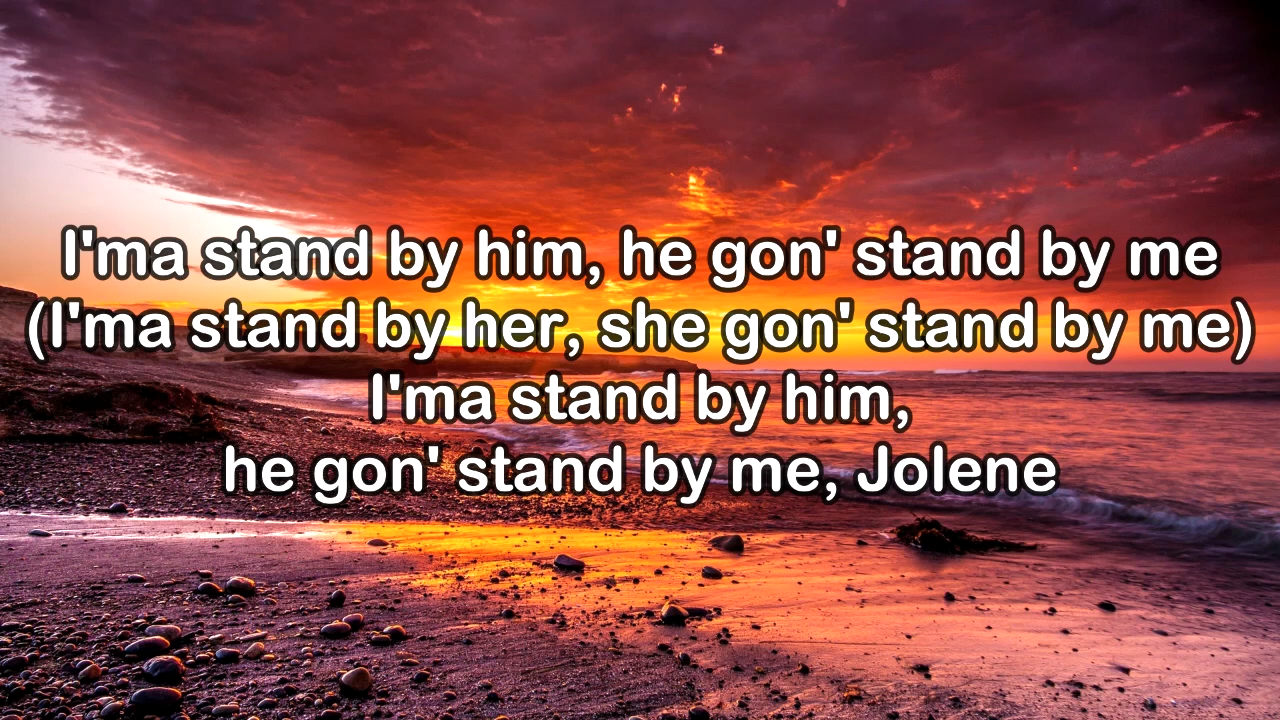 I'ma stand by him, he gon' stand by me
(I'ma stand by her, she gon' stand by me)
I'ma stand by him,
he gon' stand by me, Jolene